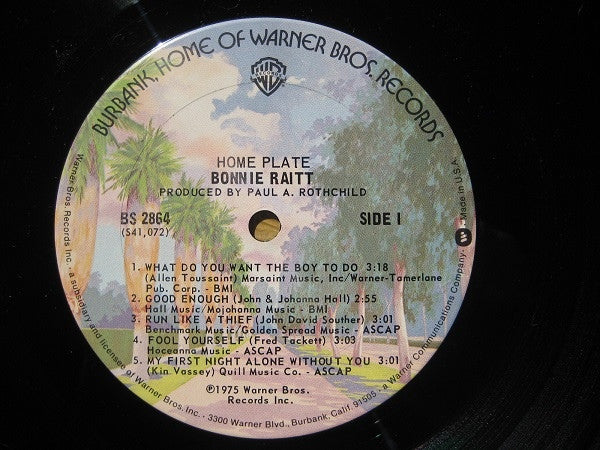 BURBANK, HOME OF WARNER BROS. RECORDS
HOME PLATE
BONNIE RAITT
PRODUCED BY PAUL A. ROTHCHILD
BS 2864
(S41,072)
SIDE 1
1. WHAT DO YOU WANT THE BOY TO DO 3:18
(Allen Toussaint) Marsaint Music, Inc/Warner-Tamerlane
Pub. Corp. - BMI
2. GOOD ENOUGH (John & Johanna Hall) 2:55
Hall Music/Mojohanna Music - BMI
3. RUN LIKE A THIEF (John David Souther) 3:01
Benchmark Music/Golden Spread Music - ASCAP
4. FOOL YOURSELF (Fred Tackett) 3:03
Hoceanna Music - ASCAP
5. MY FIRST NIGHT ALONE WITHOUT YOU 3:01
(Kin Vassey) Quill Music Co. - ASCAP
℗1975 Warner Bros.
Records Inc.
Warner Bros. Records Inc. - a subsidiary and licensee of Warner Bros. Inc. - 3300 Warner Blvd., Burbank, Calif. 91505 - a Warner Communications Company - Made in U.S.A.